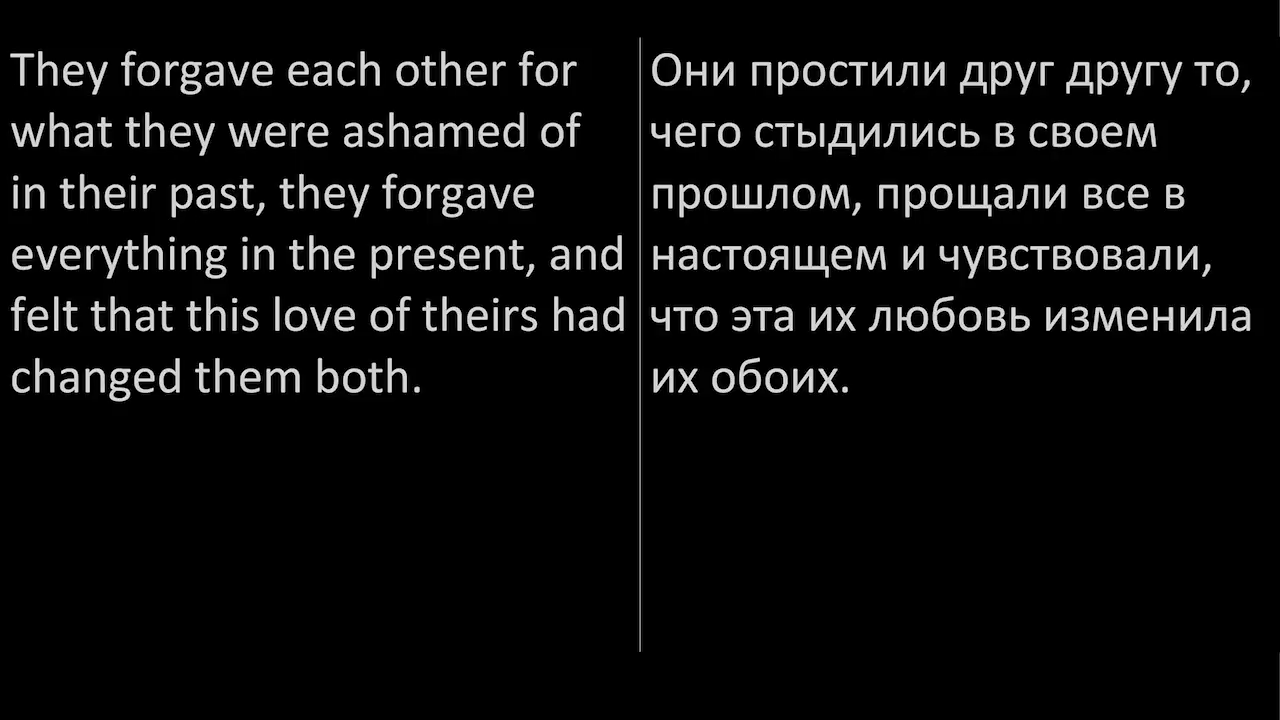 They forgave each other for
what they were ashamed of
in their past, they forgave
everything in the present, and
felt that this love of theirs had
changed them both.
Они простили друг другу то,
чего стыдились в своем
прошлом, прощали все в
настоящем и чувствовали,
что эта их любовь изменила
их обоих.